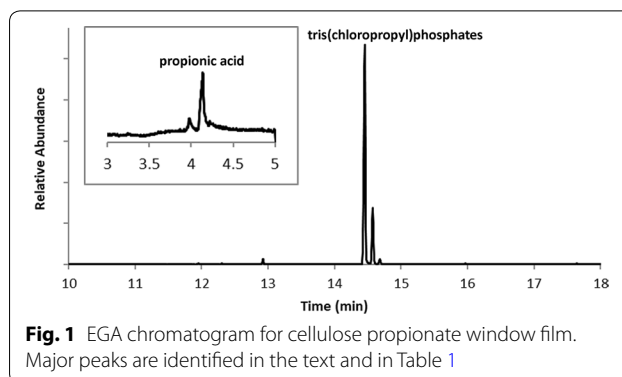 tris(chloropropyl)phosphates
propionic acid
Relative Abundance
3 3.5 4 4.5 5
10 11 12 13 14 15 16 17 18
Time (min)
Fig. 1 EGA chromatogram for cellulose propionate window film.
Major peaks are identified in the text and in Table 1